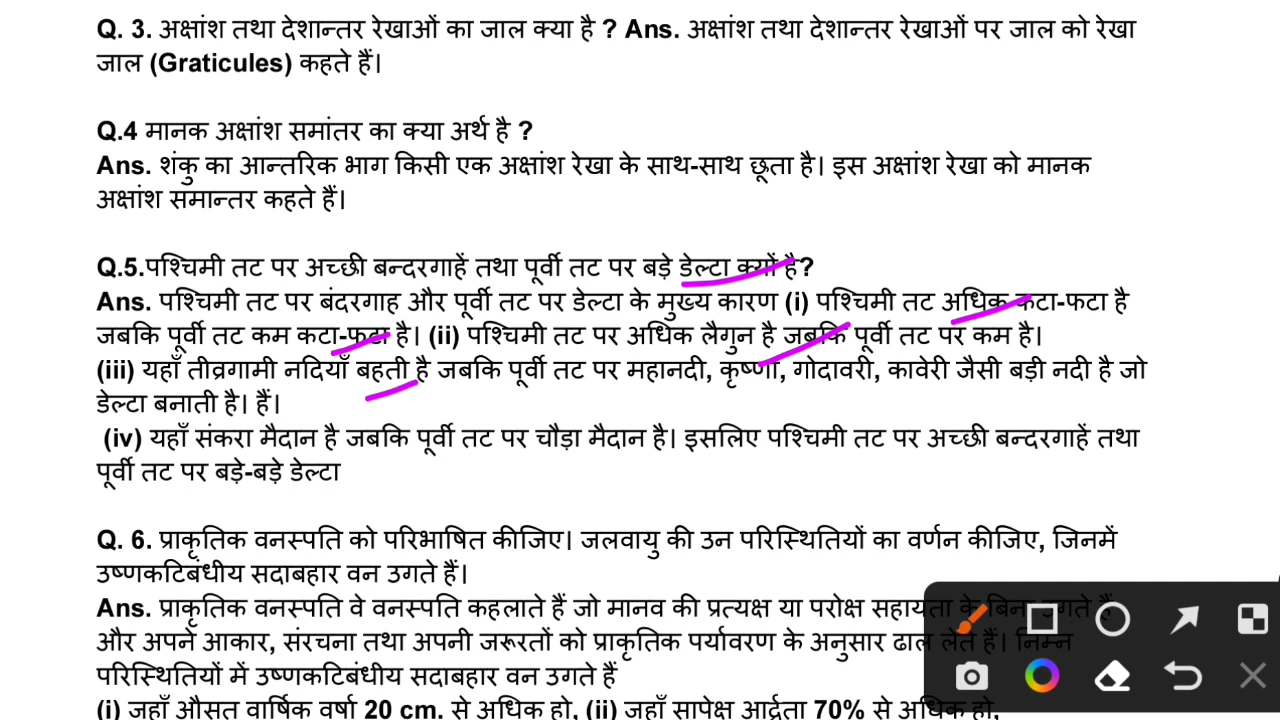 Q. 3. अक्षांश तथा देशान्तर रेखाओं का जाल क्या है ? Ans. अक्षांश तथा देशान्तर रेखाओं पर जाल को रेखा
जाल (Graticules) कहते हैं।
Q.4 मानक अक्षांश समांतर का क्या अर्थ है ?
Ans. शंकु का आन्तरिक भाग किसी एक अक्षांश रेखा के साथ-साथ छूता है। इस अक्षांश रेखा को मानक
अक्षांश समान्तर कहते हैं।
Q.5.पश्चिमी तट पर अच्छी बन्दरगाहें तथा पूर्वी तट पर बड़े डेल्टा क्यों है?
Ans. पश्चिमी तट पर बंदरगाह और पूर्वी तट पर डेल्टा के मुख्य कारण (i) पश्चिमी तट अधिक कटा-फटा है
जबकि पूर्वी तट कम कटा-फटा है। (ii) पश्चिमी तट पर अधिक लैगुन है जबकि पूर्वी तट पर कम है।
(iii) यहाँ तीव्रगामी नदियाँ बहती है जबकि पूर्वी तट पर महानदी, कृष्णा, गोदावरी, कावेरी जैसी बड़ी नदी है जो
डेल्टा बनाती है। हैं।
(iv) यहाँ संकरा मैदान है जबकि पूर्वी तट पर चौड़ा मैदान है। इसलिए पश्चिमी तट पर अच्छी बन्दरगाहें तथा
पूर्वी तट पर बड़े-बड़े डेल्टा
Q. 6. प्राकृतिक वनस्पति को परिभाषित कीजिए। जलवायु की उन परिस्थितियों का वर्णन कीजिए, जिनमें
उष्णकटिबंधीय सदाबहार वन उगते हैं।
Ans. प्राकृतिक वनस्पति वे वनस्पति कहलाते हैं जो मानव की प्रत्यक्ष या परोक्ष सहायता के बिना उगते हैं
और अपने आकार, संरचना तथा अपनी जरूरतों को प्राकृतिक पर्यावरण के अनुसार ढाल लेते हैं। निम्न
परिस्थितियों में उष्णकटिबंधीय सदाबहार वन उगते हैं
(i) जहाँ औसत वार्षिक वर्षा 20 cm. से अधिक हो, (ii) जहाँ सापेक्ष आर्द्रता 70% से अधिक हो,